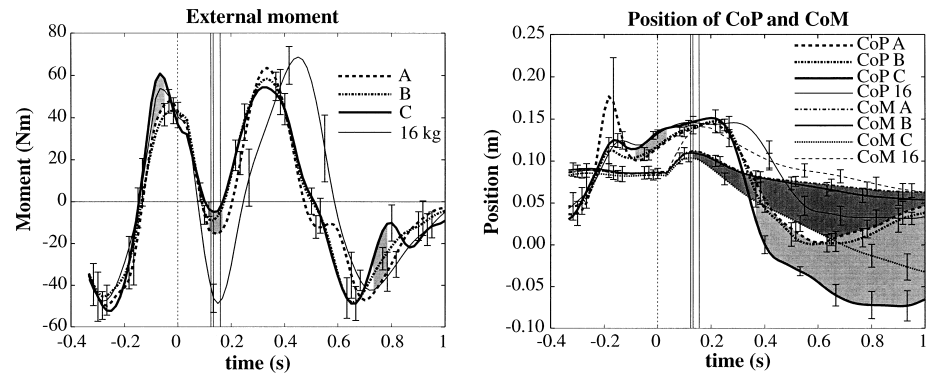 External moment
80
60
40
20
0
-20
-40
-60
Moment (Nm)
A
B
C
16 kg
-0.4 -0.2 0 0.2 0.4 0.6 0.8 1
time (s)
Position of CoP and CoM
0.25
0.20
0.15
0.10
0.05
0.00
-0.05
-0.10
Position (m)
CoP A
CoP B
CoP C
CoP 16
CoM A
CoM B
CoM C
CoM 16
-0.4 -0.2 0 0.2 0.4 0.6 0.8 1
time (s)